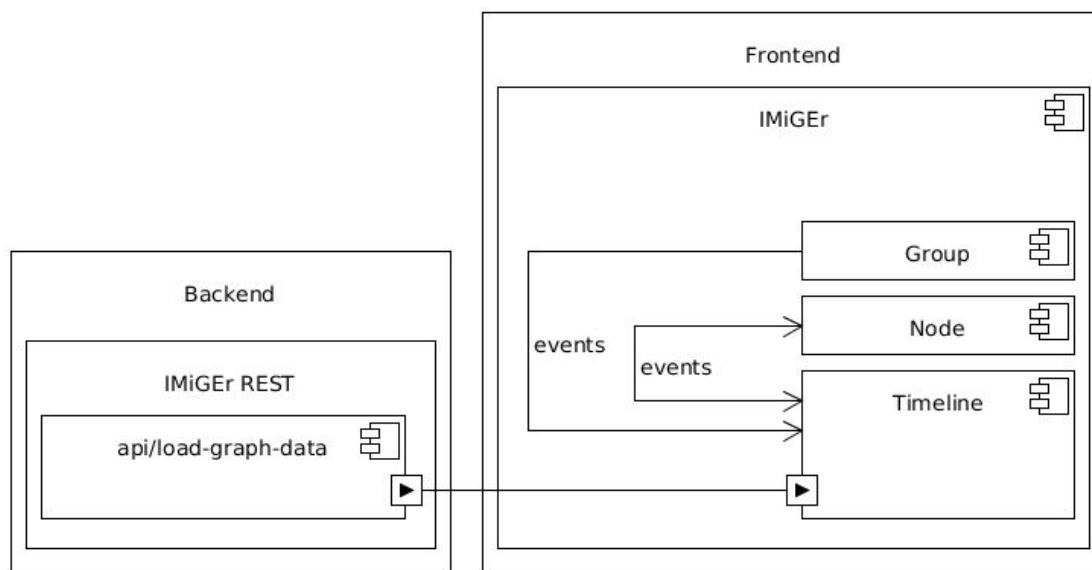 Frontend
IMiGEr
Group
Backend
Node
events
events
IMiGEr REST
Timeline
api/load-graph-data